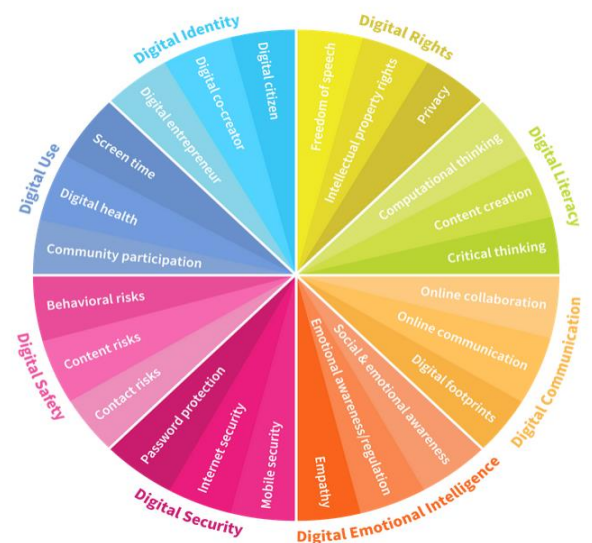 Digital Identity
Digital citizen
Digital co-creator
Digital entrepreneur
Digital Rights
Freedom of speech
Intellectual property rights
Privacy
Digital Literacy
Computational thinking
Content creation
Critical thinking
Digital Communication
Online collaboration
Online communication
Digital footprints
Digital Emotional Intelligence
Social & emotional awareness
Emotional awareness/regulation
Empathy
Digital Security
Mobile security
Internet security
Password protection
Digital Safety
Contact risks
Content risks
Behavioral risks
Digital Use
Community participation
Digital health
Screen time